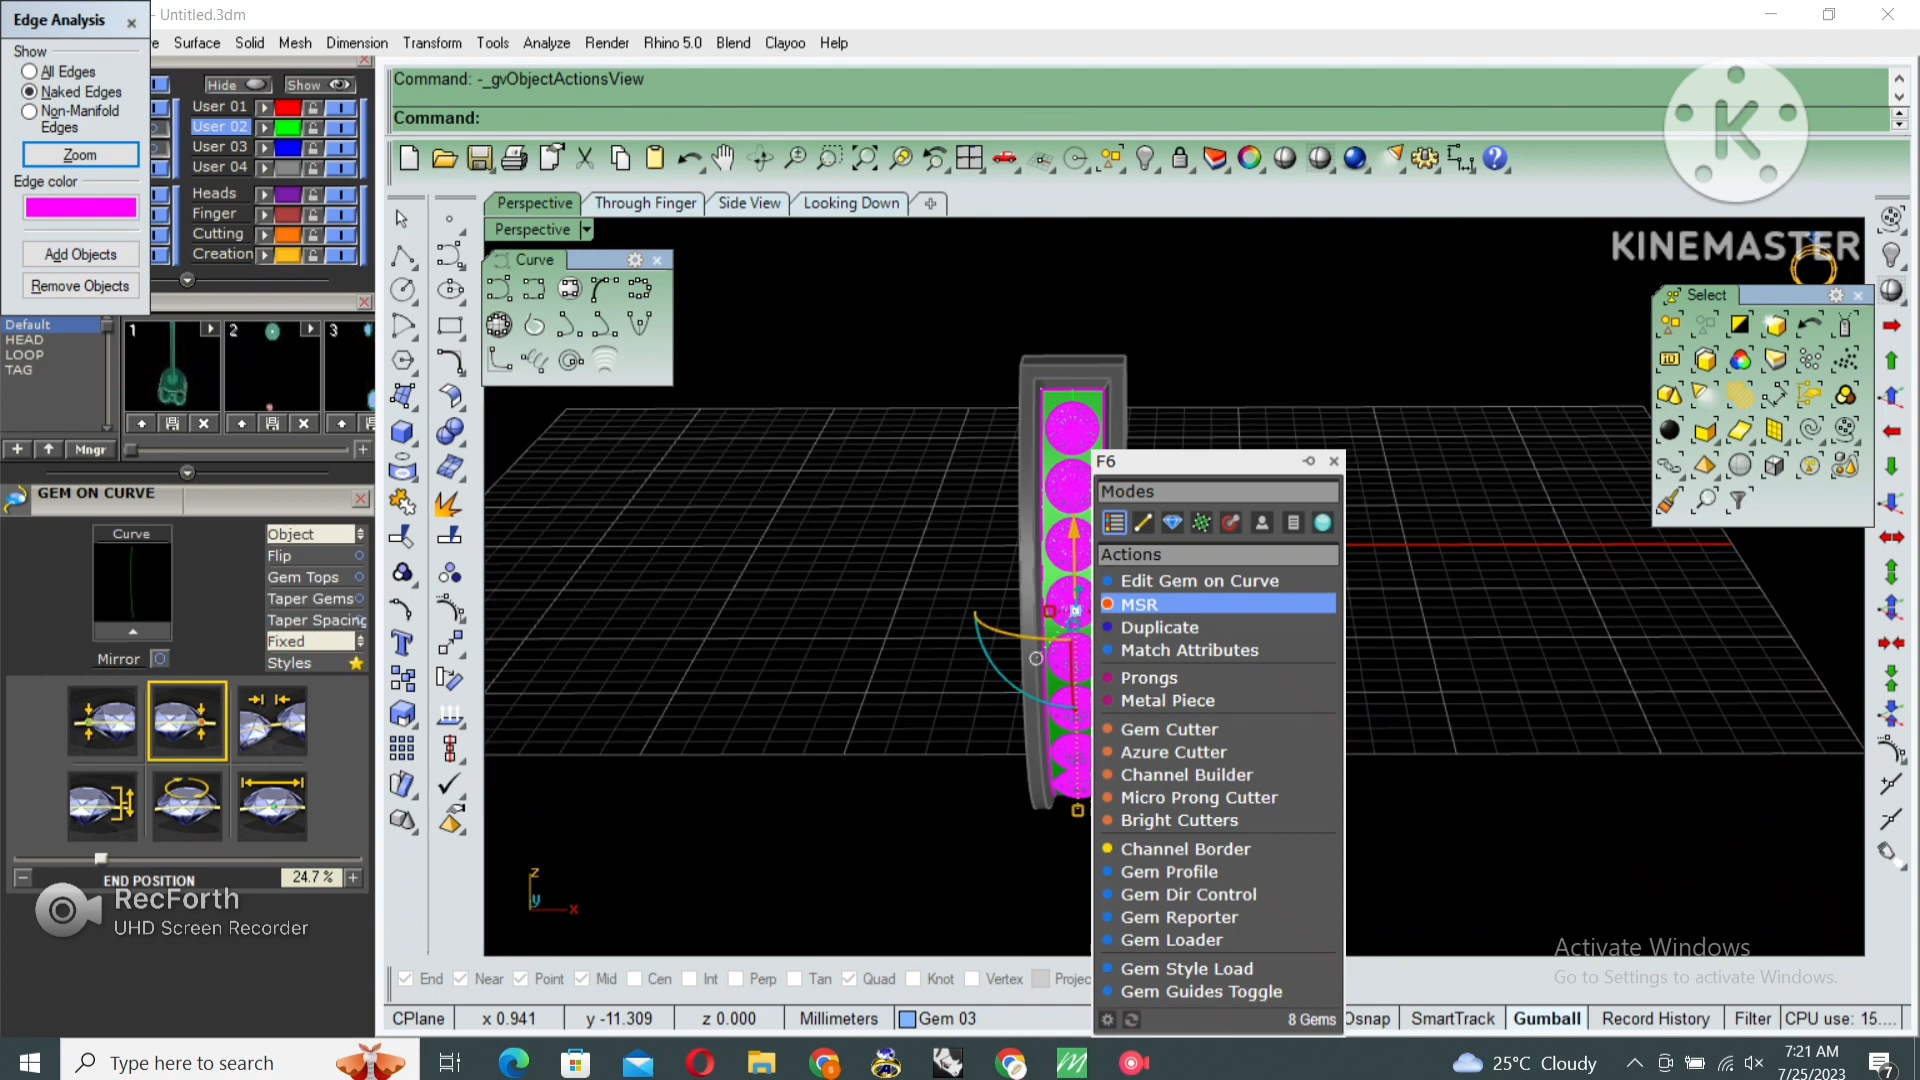 Edge Analysis
- Untitled.3dm
Surface Solid Mesh Dimension Transform Tools Analyze Render Rhino 5.0 Blend Clayoo Help
Show
All Edges
Naked Edges
Non-Manifold
Edges
Zoom
Edge color
Add Objects
Remove Objects
Hide Show
User 01
User 02
User 03
User 04
Heads
Finger
Cutting
Creation
Command: -_gvObjectActionsView
Command:
K
Perspective Through Finger Side View Looking Down
Perspective
Curve
KINEMASTER
Select
Default
HEAD
LOOP
TAG
1 2 3
Mngr
GEM ON CURVE
Curve
Object
Flip
Gem Tops
Taper Gems
Taper Spacing
Fixed
Mirror
Styles
END POSITION 24.7 %
RecForth
UHD Screen Recorder
F6
Modes
Actions
Edit Gem on Curve
MSR
Duplicate
Match Attributes
Prongs
Metal Piece
Gem Cutter
Azure Cutter
Channel Builder
Micro Prong Cutter
Bright Cutters
Channel Border
Gem Profile
Gem Dir Control
Gem Reporter
Gem Loader
Gem Style Load
Gem Guides Toggle
8 Gems
z
y
x
Activate Windows
Go to Settings to activate Windows.
End Near Point Mid Cen Int Perp Tan Quad Knot Vertex Projec
CPlane x 0.941 y -11.309 z 0.000 Millimeters Gem 03 Osnap SmartTrack Gumball Record History Filter CPU use: 15....
Type here to search
25°C Cloudy
7:21 AM
7/25/2023
7